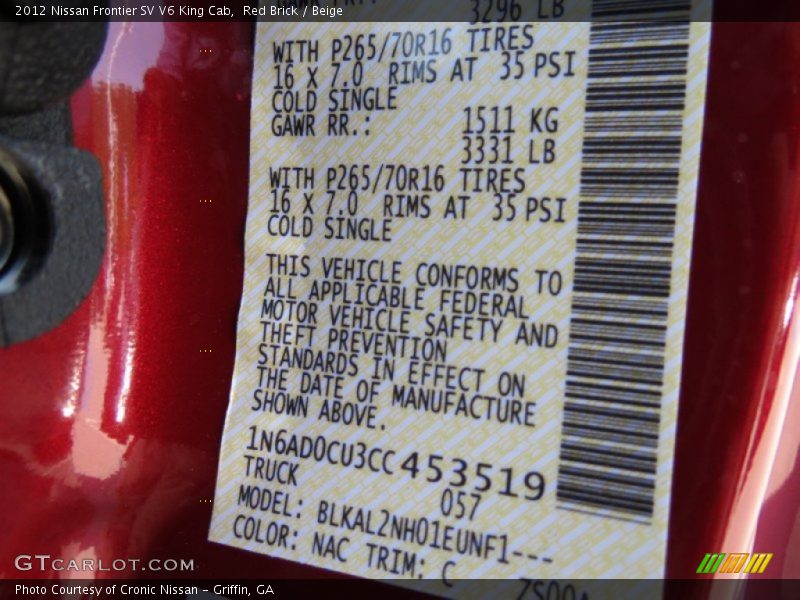 2012 Nissan Frontier SV V6 King Cab, Red Brick / Beige
3296 LB
WITH P265/70R16 TIRES
16 X 7.0 RIMS AT 35 PSI
COLD SINGLE
GAWR RR.: 1511 KG
3331 LB
WITH P265/70R16 TIRES
16 X 7.0 RIMS AT 35 PSI
COLD SINGLE
THIS VEHICLE CONFORMS TO
ALL APPLICABLE FEDERAL
MOTOR VEHICLE SAFETY AND
THEFT PREVENTION
STANDARDS IN EFFECT ON
THE DATE OF MANUFACTURE
SHOWN ABOVE.
1N6AD0CU3CC453519
TRUCK 057
MODEL: BLKAL2NH01EUNF1---
COLOR: NAC TRIM: C
GTCARLOT.COM
Photo Courtesy of Cronic Nissan - Griffin, GA